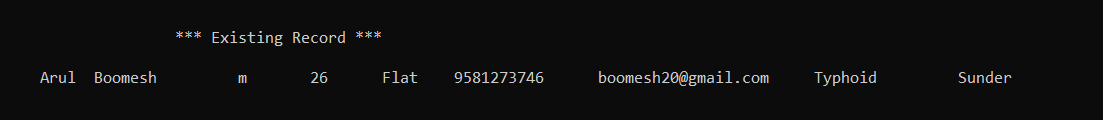 *** Existing Record ***
Arul Boomesh m 26 Flat 9581273746 boomesh20@gmail.com Typhoid Sunder